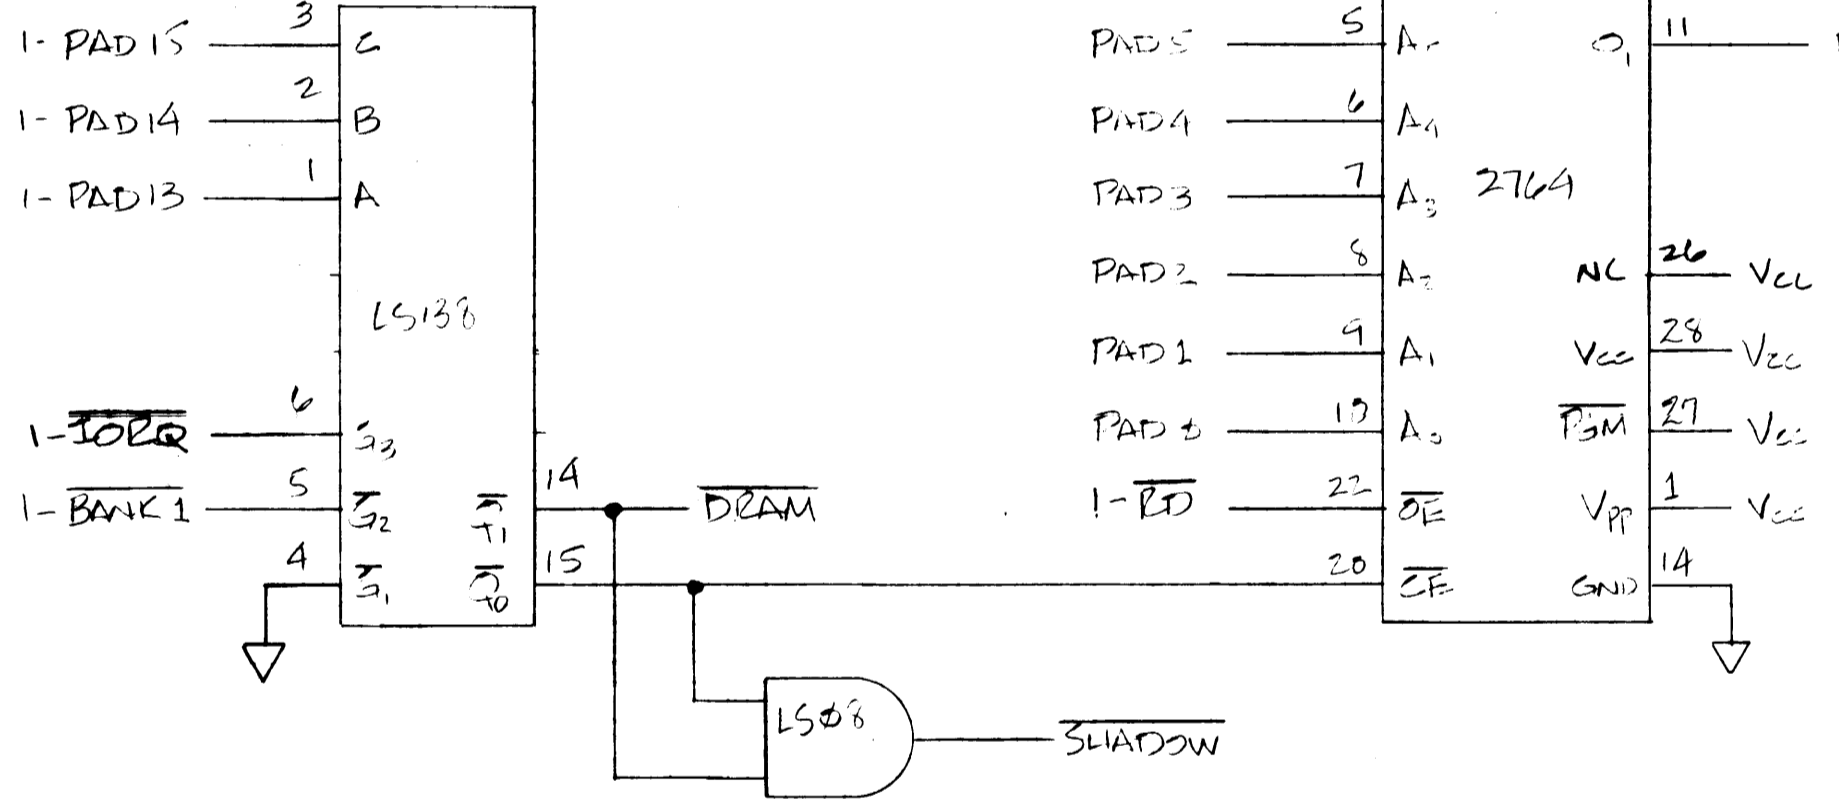 1-PAD15 3 C
1-PAD14 2 B
1-PAD13 1 A
LS138
1-IORQ 6 G3
1-BANK1 5 G2
4 G1
Q1 14 DRAM
Q0 15
PAD5 5 A5
PAD4 6 A4
PAD3 7 A3
PAD2 8 A2
PAD1 9 A1
PAD0 10 A0
1-RD 22 OE
20 CE
2764
O1 11
NC 26 Vcc
Vcc 28 Vcc
PGM 27 Vcc
Vpp 1 Vcc
GND 14
LS08
SHADOW